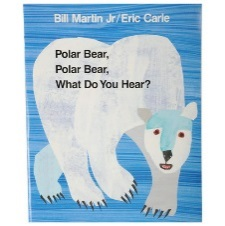 Bill Martin Jr/Eric Carle
Polar Bear,
Polar Bear,
What Do You Hear?